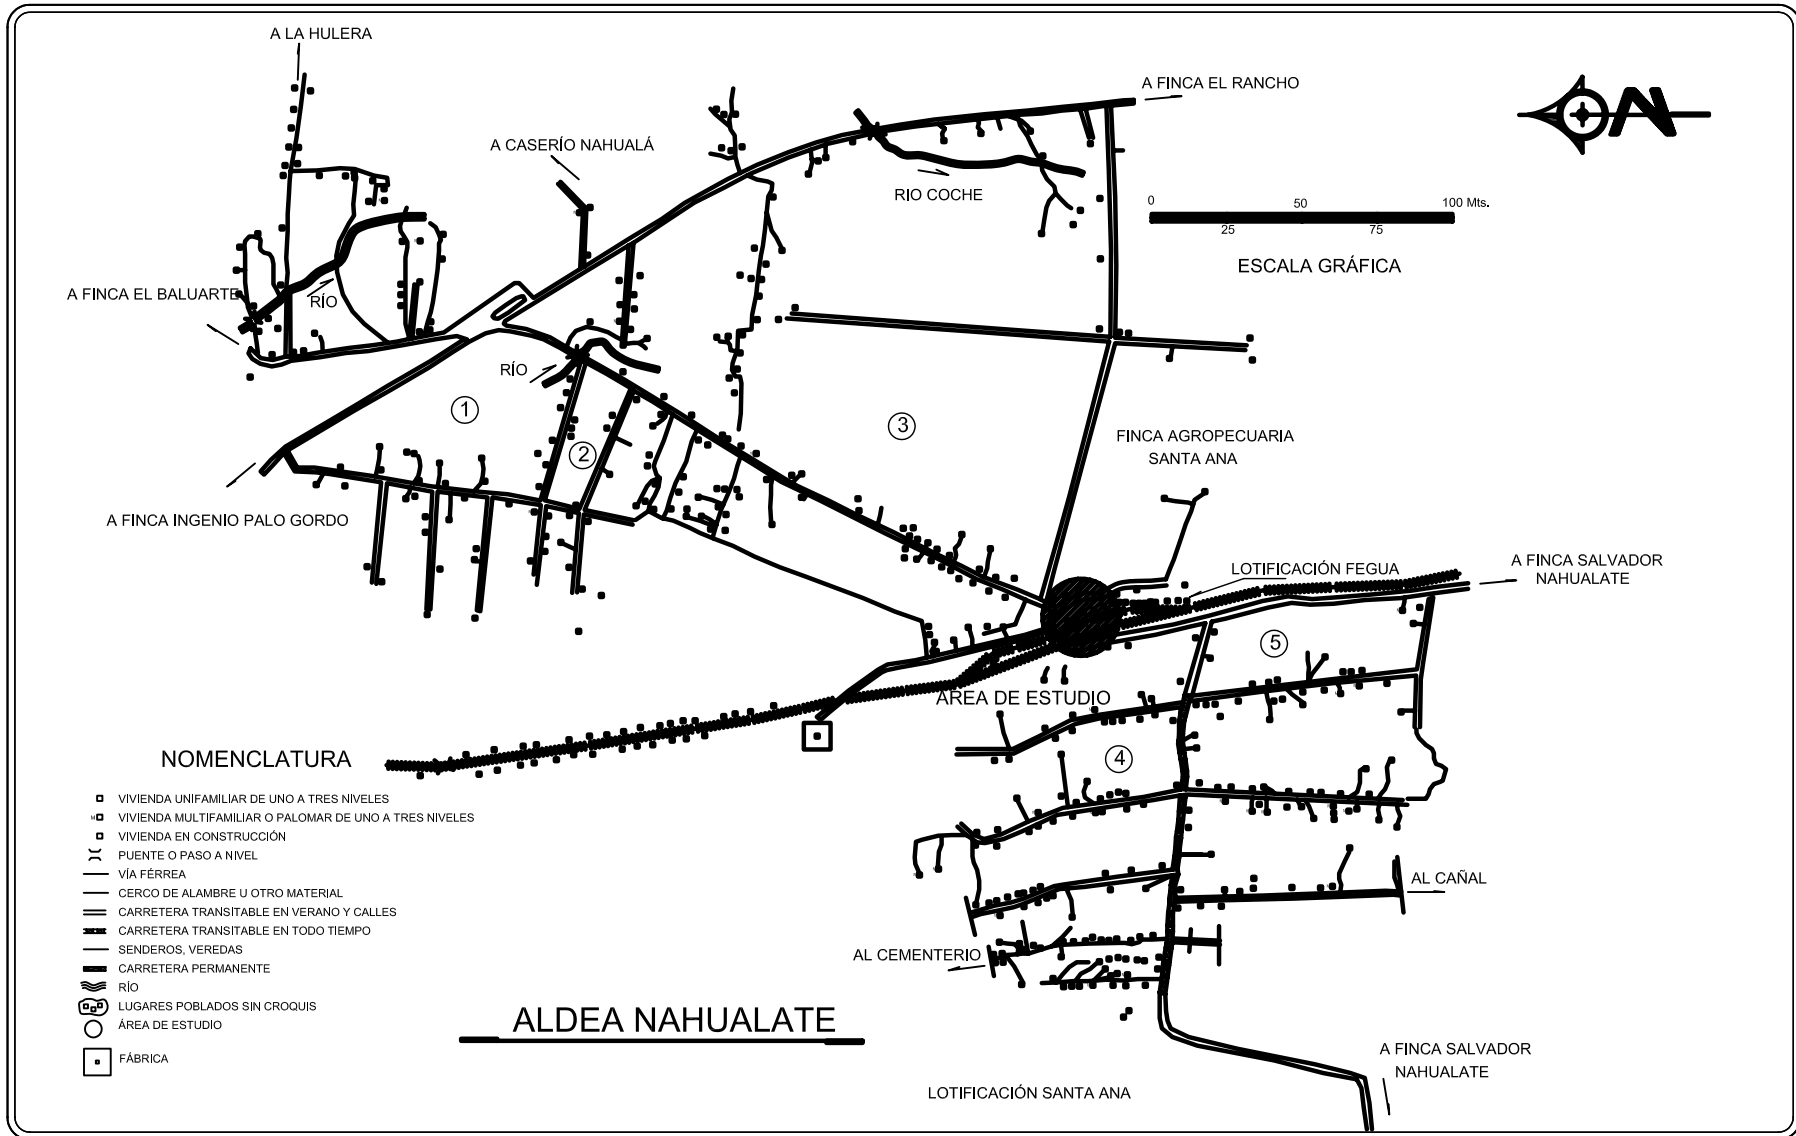 A LA HULERA
A FINCA EL RANCHO
N
A CASERÍO NAHUALÁ
RIO COCHE
0 50 100 Mts.
25 75
ESCALA GRÁFICA
A FINCA EL BALUARTE
RÍO
RÍO
1
2
3
FINCA AGROPECUARIA
SANTA ANA
A FINCA INGENIO PALO GORDO
LOTIFICACIÓN FEGUA
A FINCA SALVADOR
NAHUALATE
5
ÁREA DE ESTUDIO
4
NOMENCLATURA
VIVIENDA UNIFAMILIAR DE UNO A TRES NIVELES
M VIVIENDA MULTIFAMILIAR O PALOMAR DE UNO A TRES NIVELES
VIVIENDA EN CONSTRUCCIÓN
PUENTE O PASO A NIVEL
VÍA FÉRREA
CERCO DE ALAMBRE U OTRO MATERIAL
CARRETERA TRANSITABLE EN VERANO Y CALLES
CARRETERA TRANSITABLE EN TODO TIEMPO
SENDEROS, VEREDAS
CARRETERA PERMANENTE
RÍO
LUGARES POBLADOS SIN CROQUIS
ÁREA DE ESTUDIO
FÁBRICA
AL CAÑAL
AL CEMENTERIO
ALDEA NAHUALATE
A FINCA SALVADOR
NAHUALATE
LOTIFICACIÓN SANTA ANA